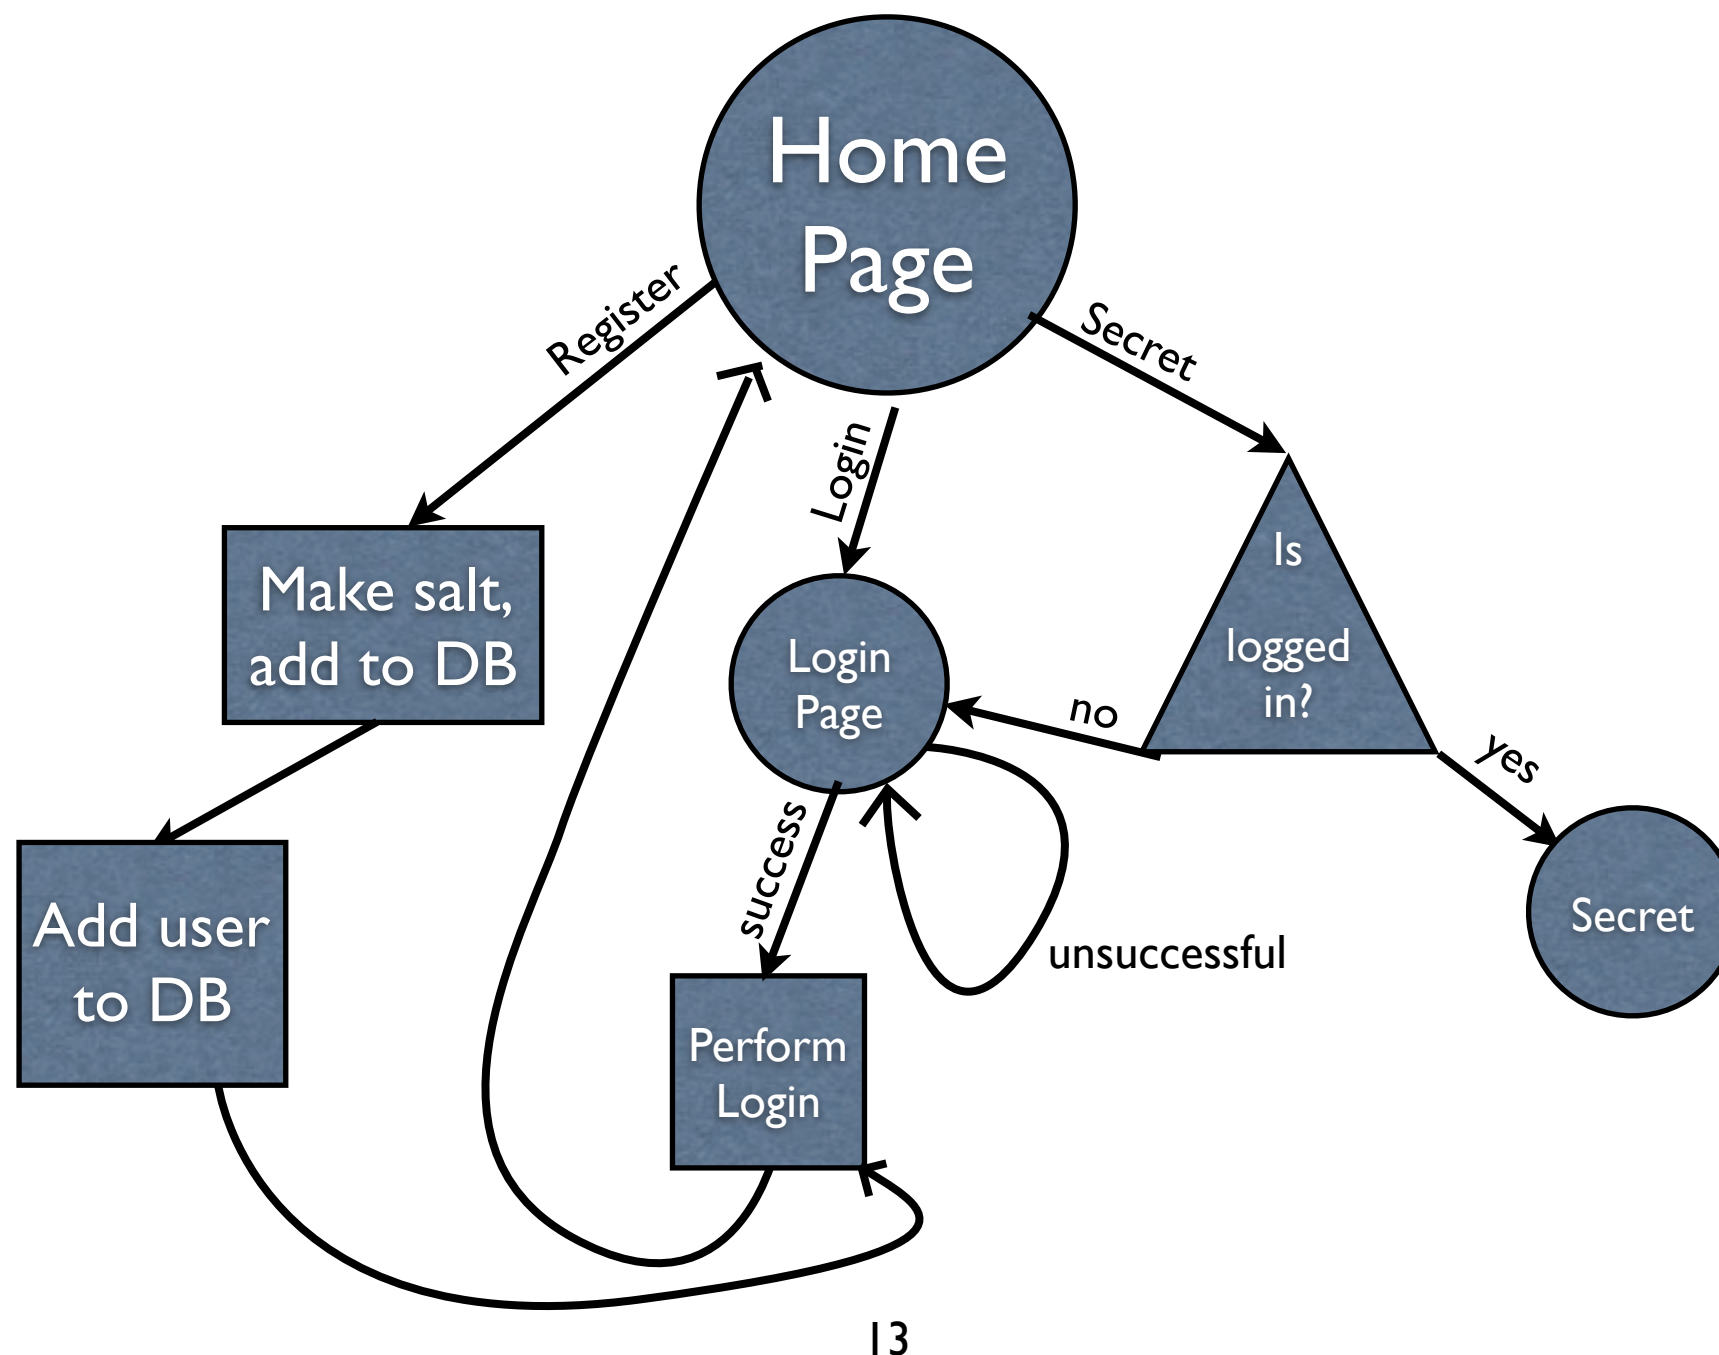 Home
Page
Register
Secret
Login
Make salt,
add to DB
Is
logged
in?
Login
Page
no
yes
success
unsuccessful
Secret
Add user
to DB
Perform
Login
13